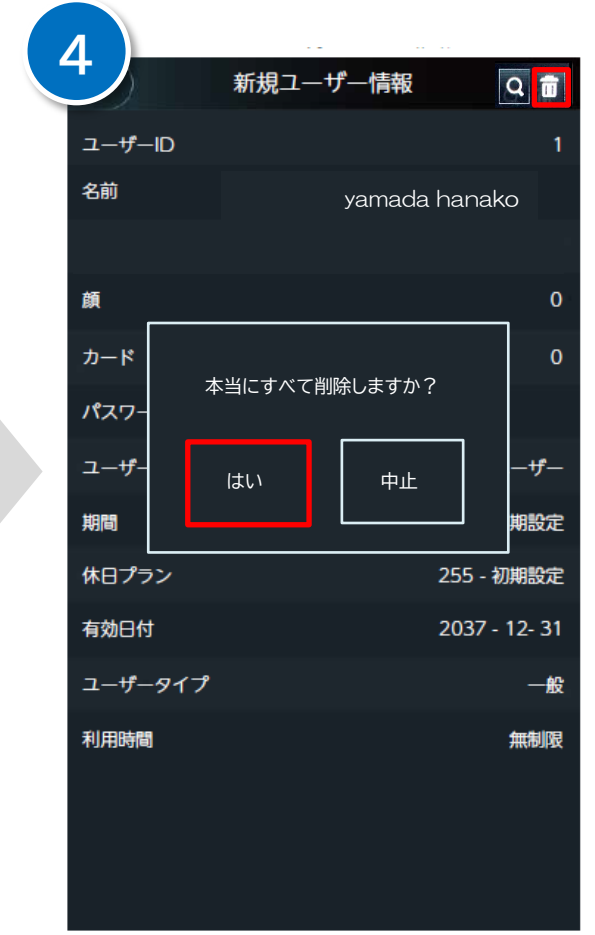 4
新規ユーザー情報
ユーザーID 1
名前 yamada hanako
顔 0
カード 0
本当にすべて削除しますか？
パスワー
ユーザー ーザー
はい 中止
期間 期設定
休日プラン 255 - 初期設定
有効日付 2037 - 12- 31
ユーザータイプ 一般
利用時間 無制限